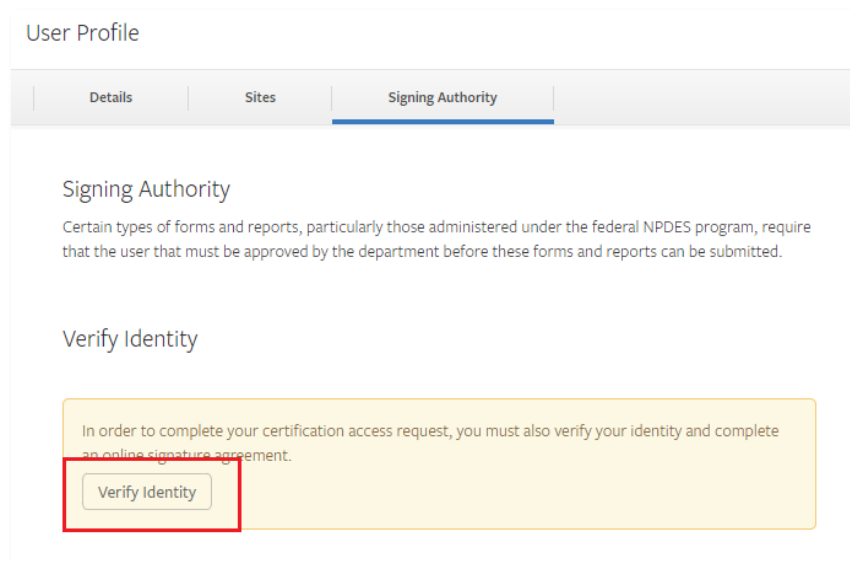 User Profile
Details
Sites
Signing Authority
Signing Authority
Certain types of forms and reports, particularly those administered under the federal NPDES program, require
that the user that must be approved by the department before these forms and reports can be submitted.
Verify Identity
In order to complete your certification access request, you must also verify your identity and complete
an online signature agreement.
Verify Identity